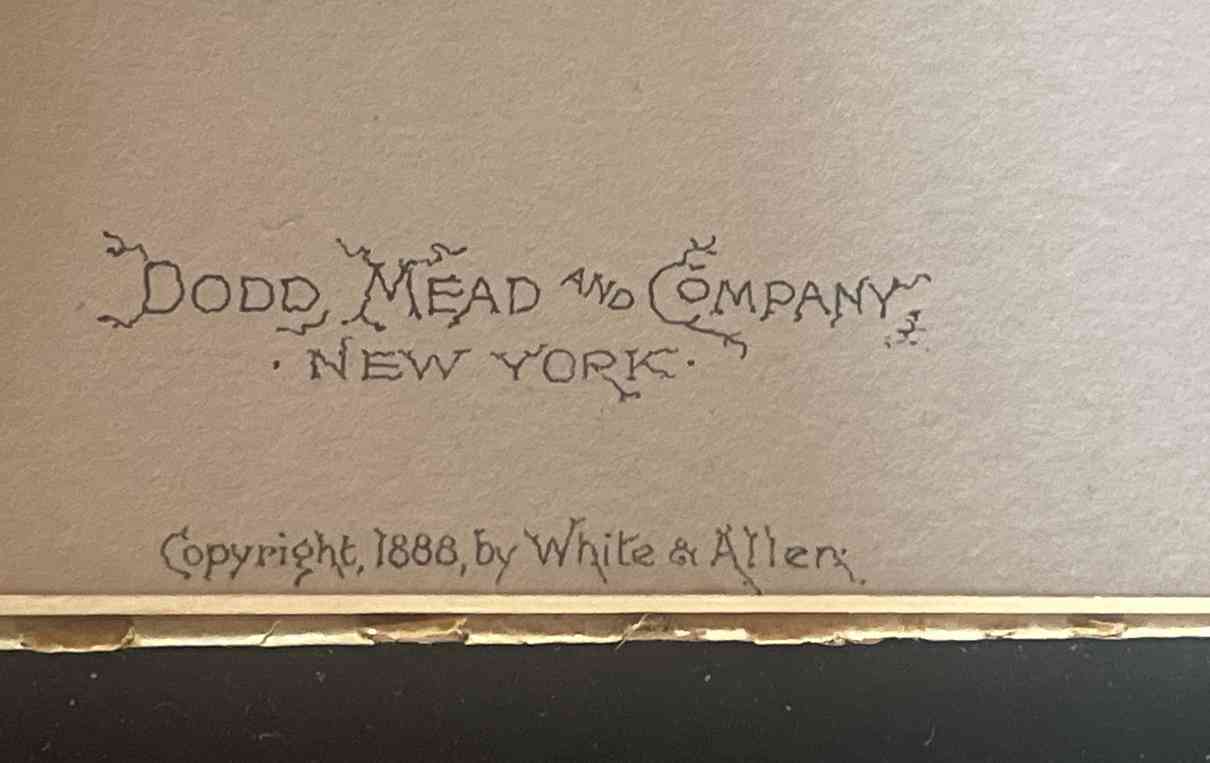 DODD, MEAD AND COMPANY,
· NEW YORK ·
Copyright, 1888, by White & Allen.